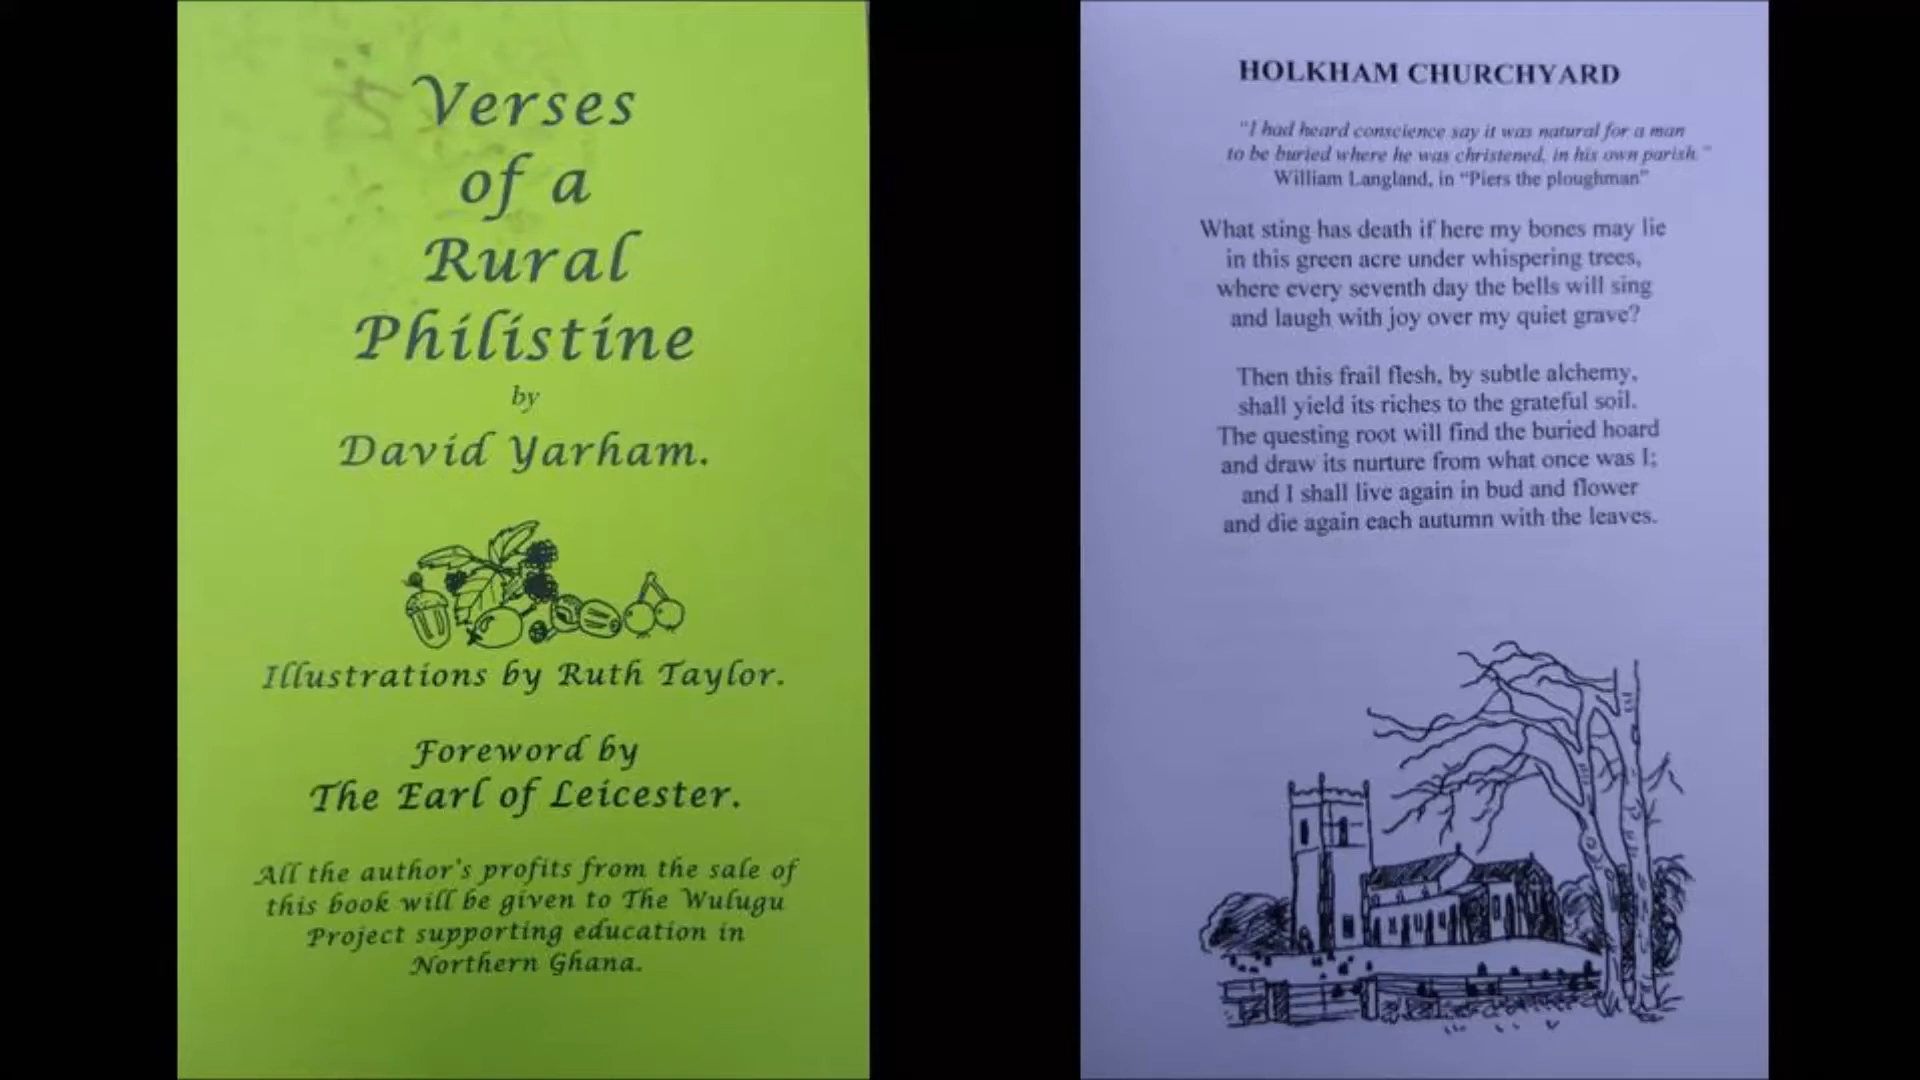 Verses
of a
Rural
Philistine
by
David Yarham.
Illustrations by Ruth Taylor.
Foreword by
The Earl of Leicester.
All the author's profits from the sale of
this book will be given to The Wulugu
Project supporting education in
Northern Ghana.
HOLKHAM CHURCHYARD
"I had heard conscience say it was natural for a man
to be buried where he was christened, in his own parish."
William Langland, in "Piers the ploughman"
What sting has death if here my bones may lie
in this green acre under whispering trees,
where every seventh day the bells will sing
and laugh with joy over my quiet grave?
Then this frail flesh, by subtle alchemy,
shall yield its riches to the grateful soil.
The questing root will find the buried hoard
and draw its nurture from what once was I;
and I shall live again in bud and flower
and die again each autumn with the leaves.